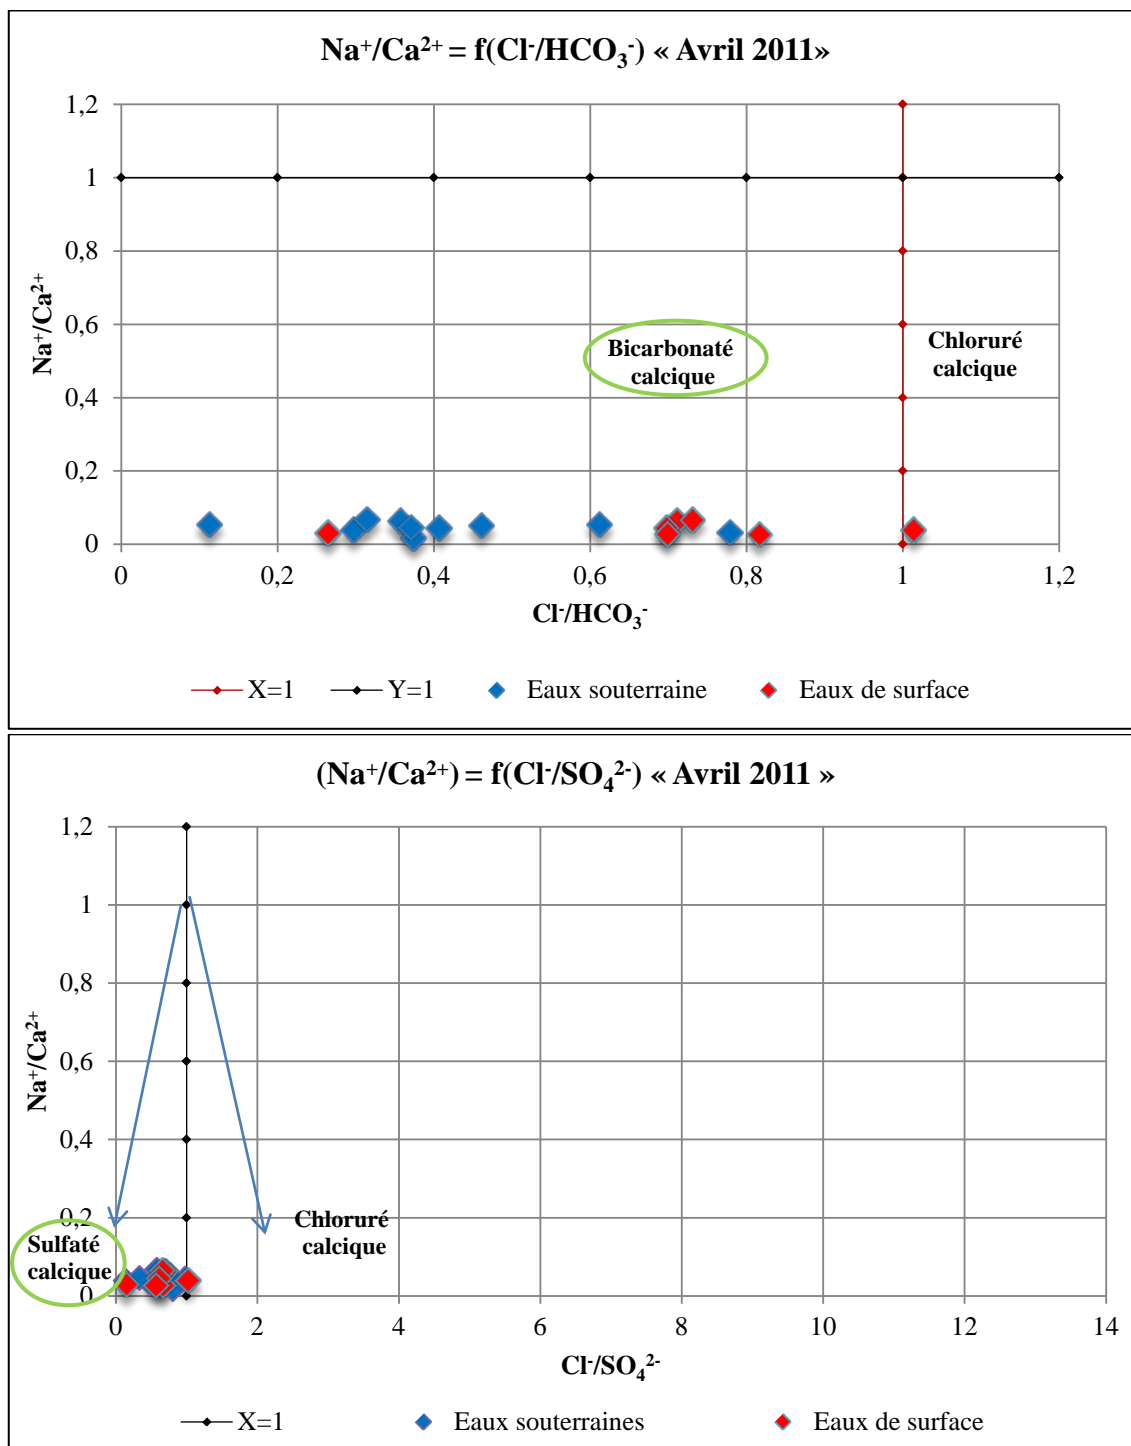 Na⁺/Ca²⁺ = f(Cl⁻/HCO₃⁻) « Avril 2011»
1,2
1
0,8
0,6
0,4
0,2
0
Na⁺/Ca²⁺
Bicarbonaté
calcique
Chloruré
calcique
0 0,2 0,4 0,6 0,8 1 1,2
Cl⁻/HCO₃⁻
X=1 Y=1 Eaux souterraine Eaux de surface
(Na⁺/Ca²⁺) = f(Cl⁻/SO₄²⁻) « Avril 2011 »
1,2
1
0,8
0,6
0,4
0,2
0
Na⁺/Ca²⁺
Sulfaté
calcique
Chloruré
calcique
0 2 4 6 8 10 12 14
Cl⁻/SO₄²⁻
X=1 Eaux souterraines Eaux de surface